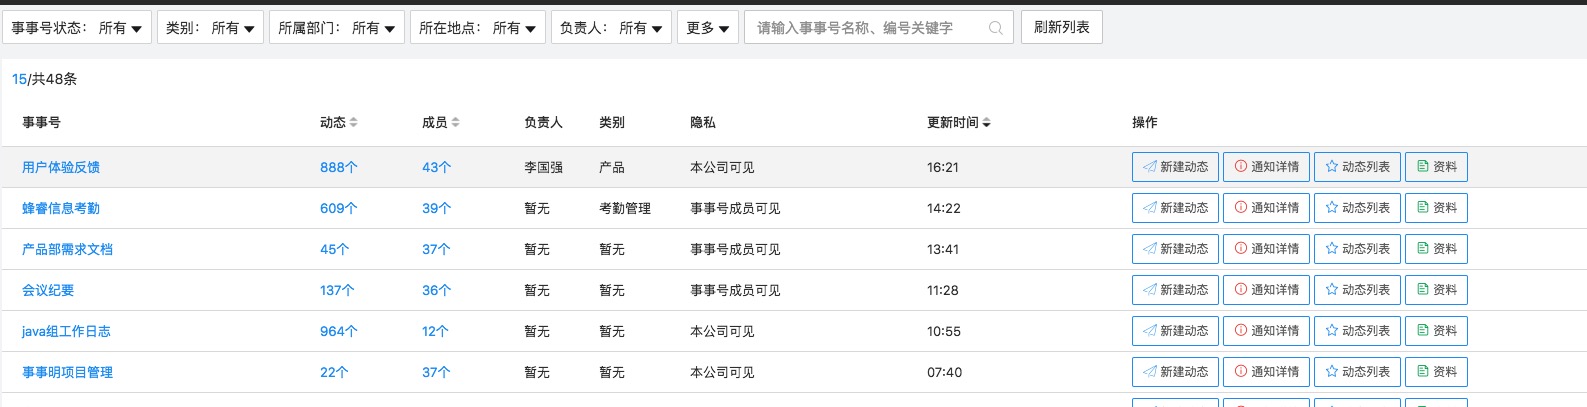 事事号状态： 所有 类别： 所有 所属部门： 所有 所在地点： 所有 负责人： 所有 更多 请输入事事号名称、编号关键字 刷新列表
15/共48条
事事号 动态 成员 负责人 类别 隐私 更新时间 操作
用户体验反馈 888个 43个 李国强 产品 本公司可见 16:21 新建动态 通知详情 动态列表 资料
蜂睿信息考勤 609个 39个 暂无 考勤管理 事事号成员可见 14:22 新建动态 通知详情 动态列表 资料
产品部需求文档 45个 37个 暂无 暂无 事事号成员可见 13:41 新建动态 通知详情 动态列表 资料
会议纪要 137个 36个 暂无 暂无 事事号成员可见 11:28 新建动态 通知详情 动态列表 资料
java组工作日志 964个 12个 暂无 暂无 本公司可见 10:55 新建动态 通知详情 动态列表 资料
事事明项目管理 22个 37个 暂无 暂无 本公司可见 07:40 新建动态 通知详情 动态列表 资料